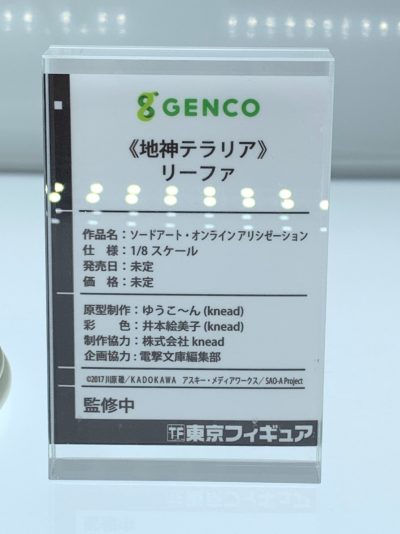 GENCO
《地神テラリア》
リーファ
作品名：ソードアート・オンライン アリシゼーション
仕　様：1/8 スケール
発売日：未定
価　格：未定
原型制作：ゆうこ〜ん (knead)
彩　　色：井本絵美子 (knead)
制作協力：株式会社 knead
企画協力：電撃文庫編集部
©2017 川原 礫／KADOKAWA　アスキー・メディアワークス／SAO-A Project
監修中
TF 東京フィギュア